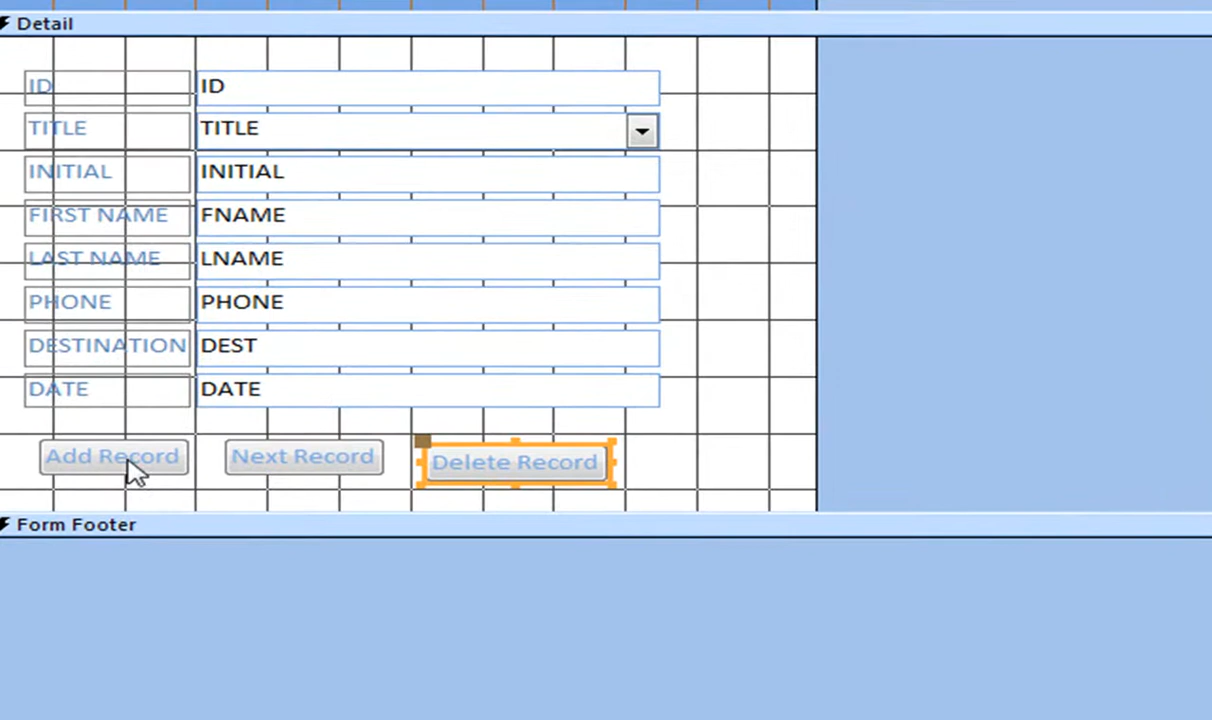 Detail
ID ID
TITLE TITLE
INITIAL INITIAL
FIRST NAME FNAME
LAST NAME LNAME
PHONE PHONE
DESTINATION DEST
DATE DATE
Add Record Next Record Delete Record
Form Footer